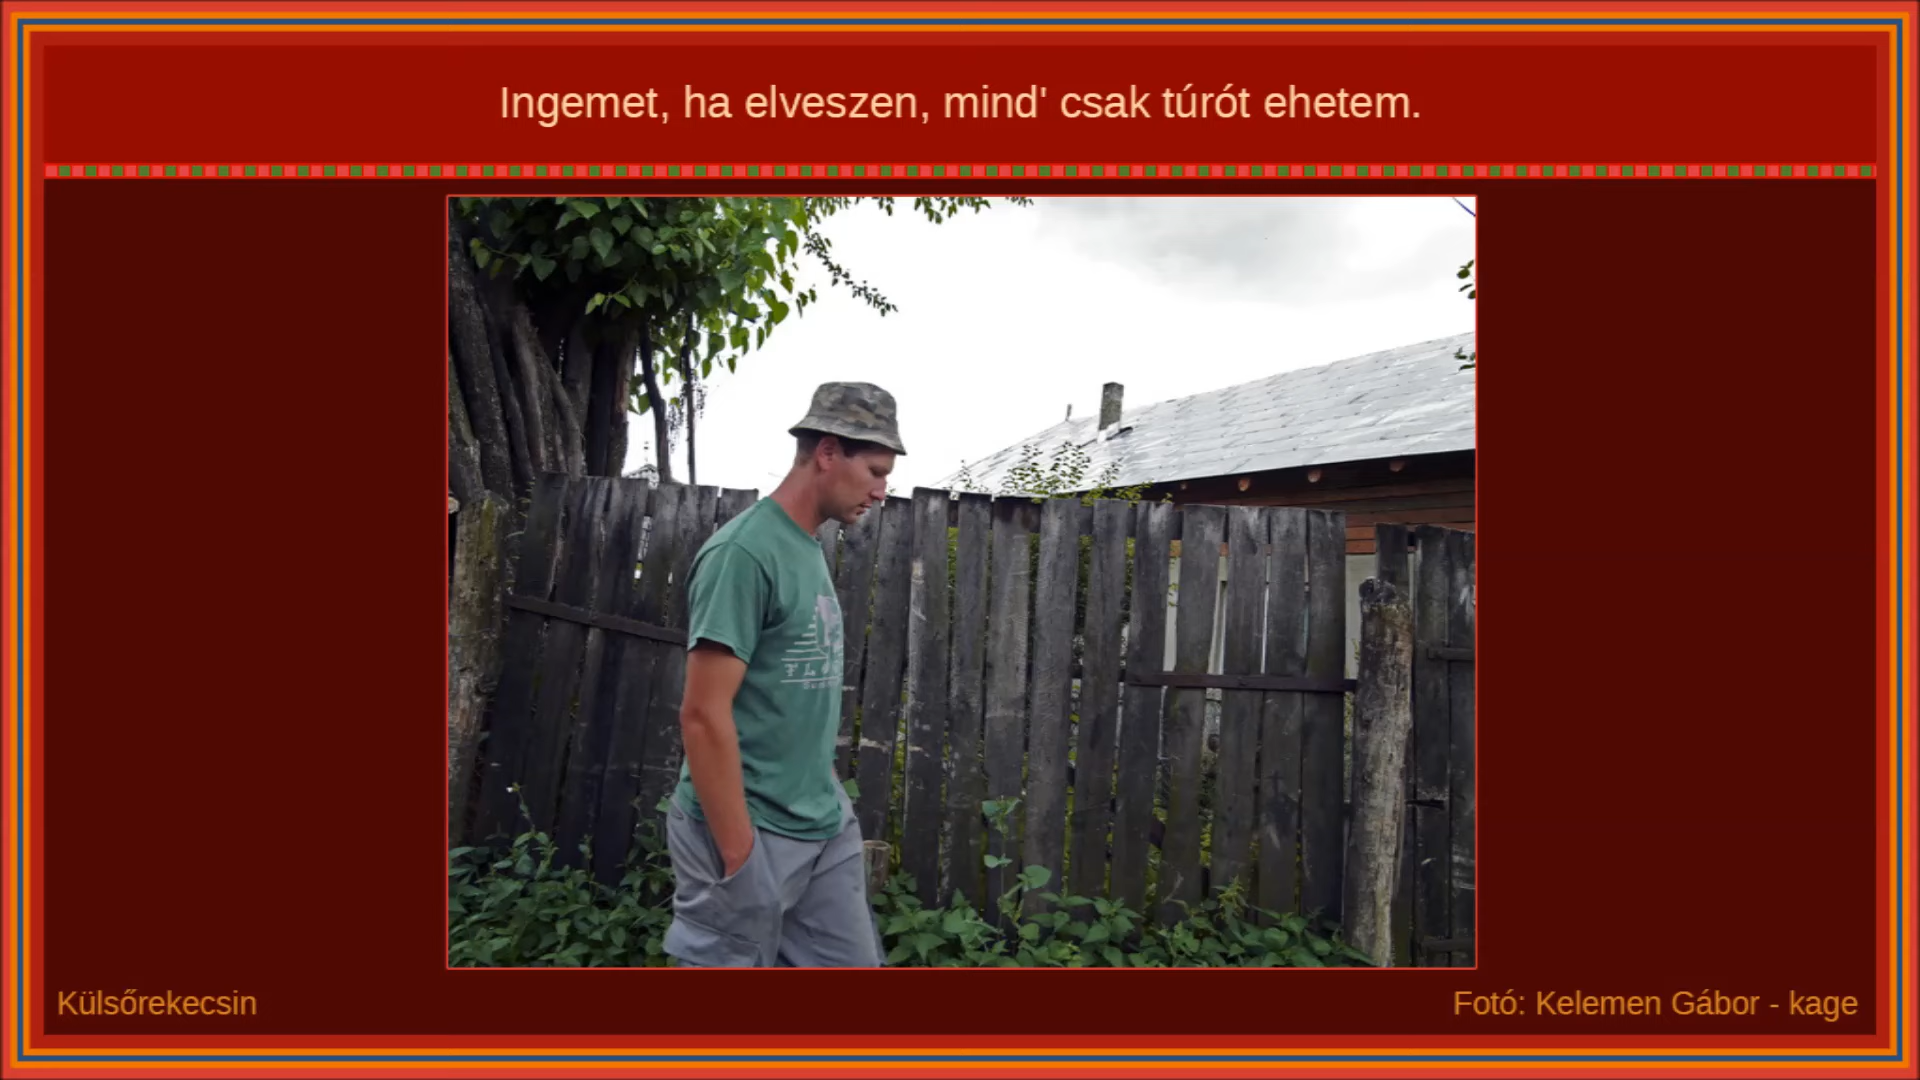 Ingemet, ha elveszen, mind' csak túrót ehetem.
Külsőrekecsin
Fotó: Kelemen Gábor - kage